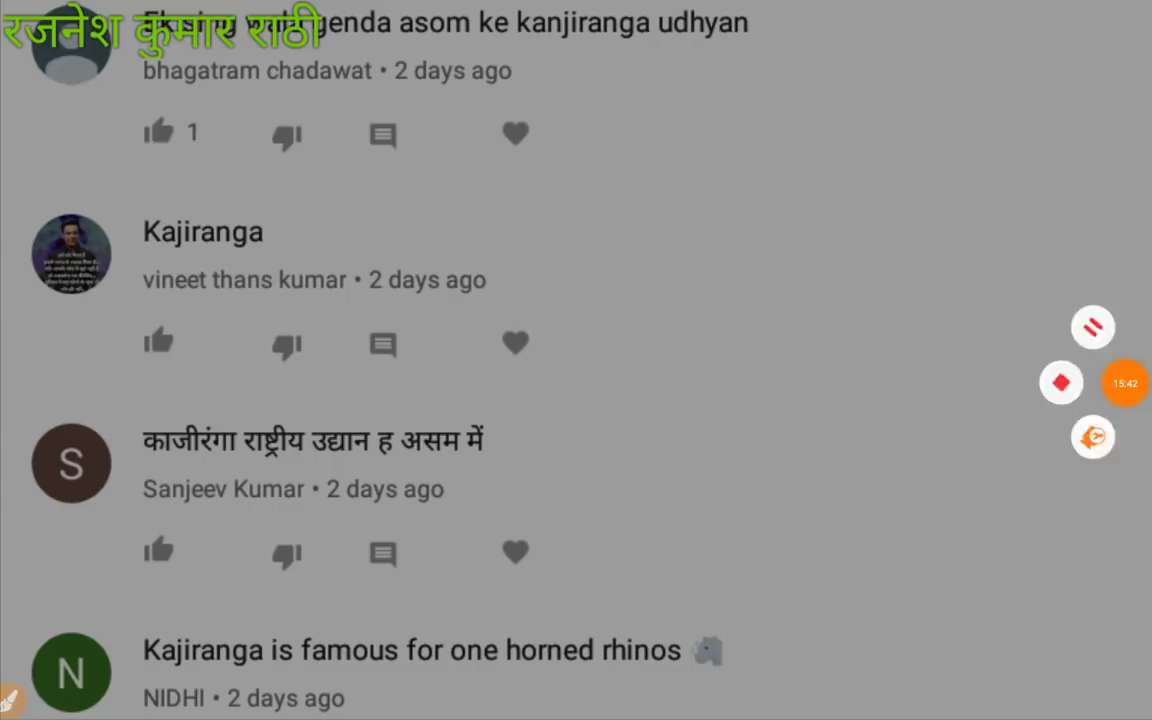 रजनेश कुमार राठी
genda asom ke kanjiranga udhyan
bhagatram chadawat • 2 days ago
1
Kajiranga
vineet thans kumar • 2 days ago
15:42
काजीरंगा राष्ट्रीय उद्यान ह असम में
S
Sanjeev Kumar • 2 days ago
Kajiranga is famous for one horned rhinos
N
NIDHI • 2 days ago